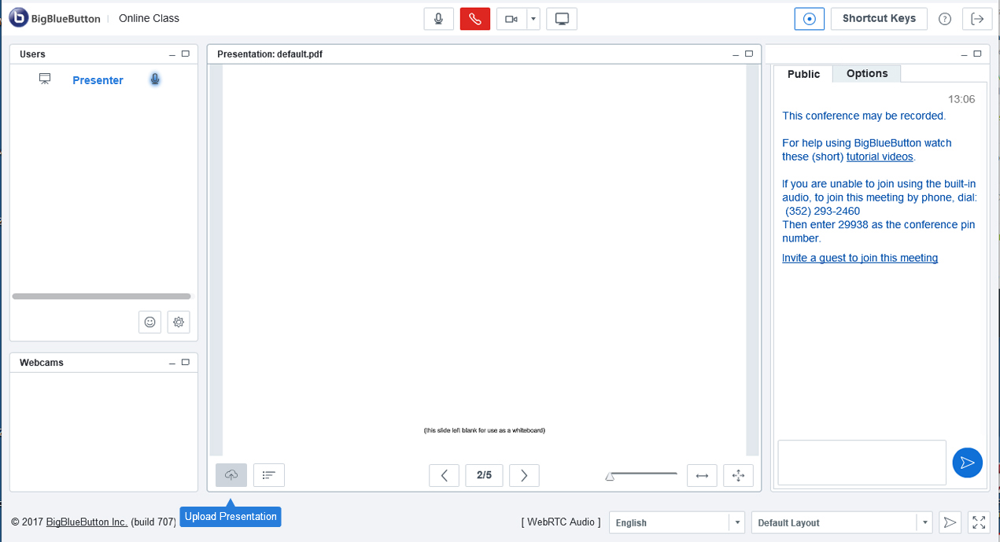 BigBlueButton
Online Class
Shortcut Keys
Users
Presenter
Webcams
Presentation: default.pdf
(this slide left blank for use as a whiteboard)
2/5
Upload Presentation
Public
Options
13:06
This conference may be recorded.
For help using BigBlueButton watch
these (short) tutorial videos.
If you are unable to join using the built-in
audio, to join this meeting by phone, dial:
(352) 293-2460
Then enter 29938 as the conference pin
number.
Invite a guest to join this meeting
© 2017 BigBlueButton Inc. (build 707)
[ WebRTC Audio ]
English
Default Layout